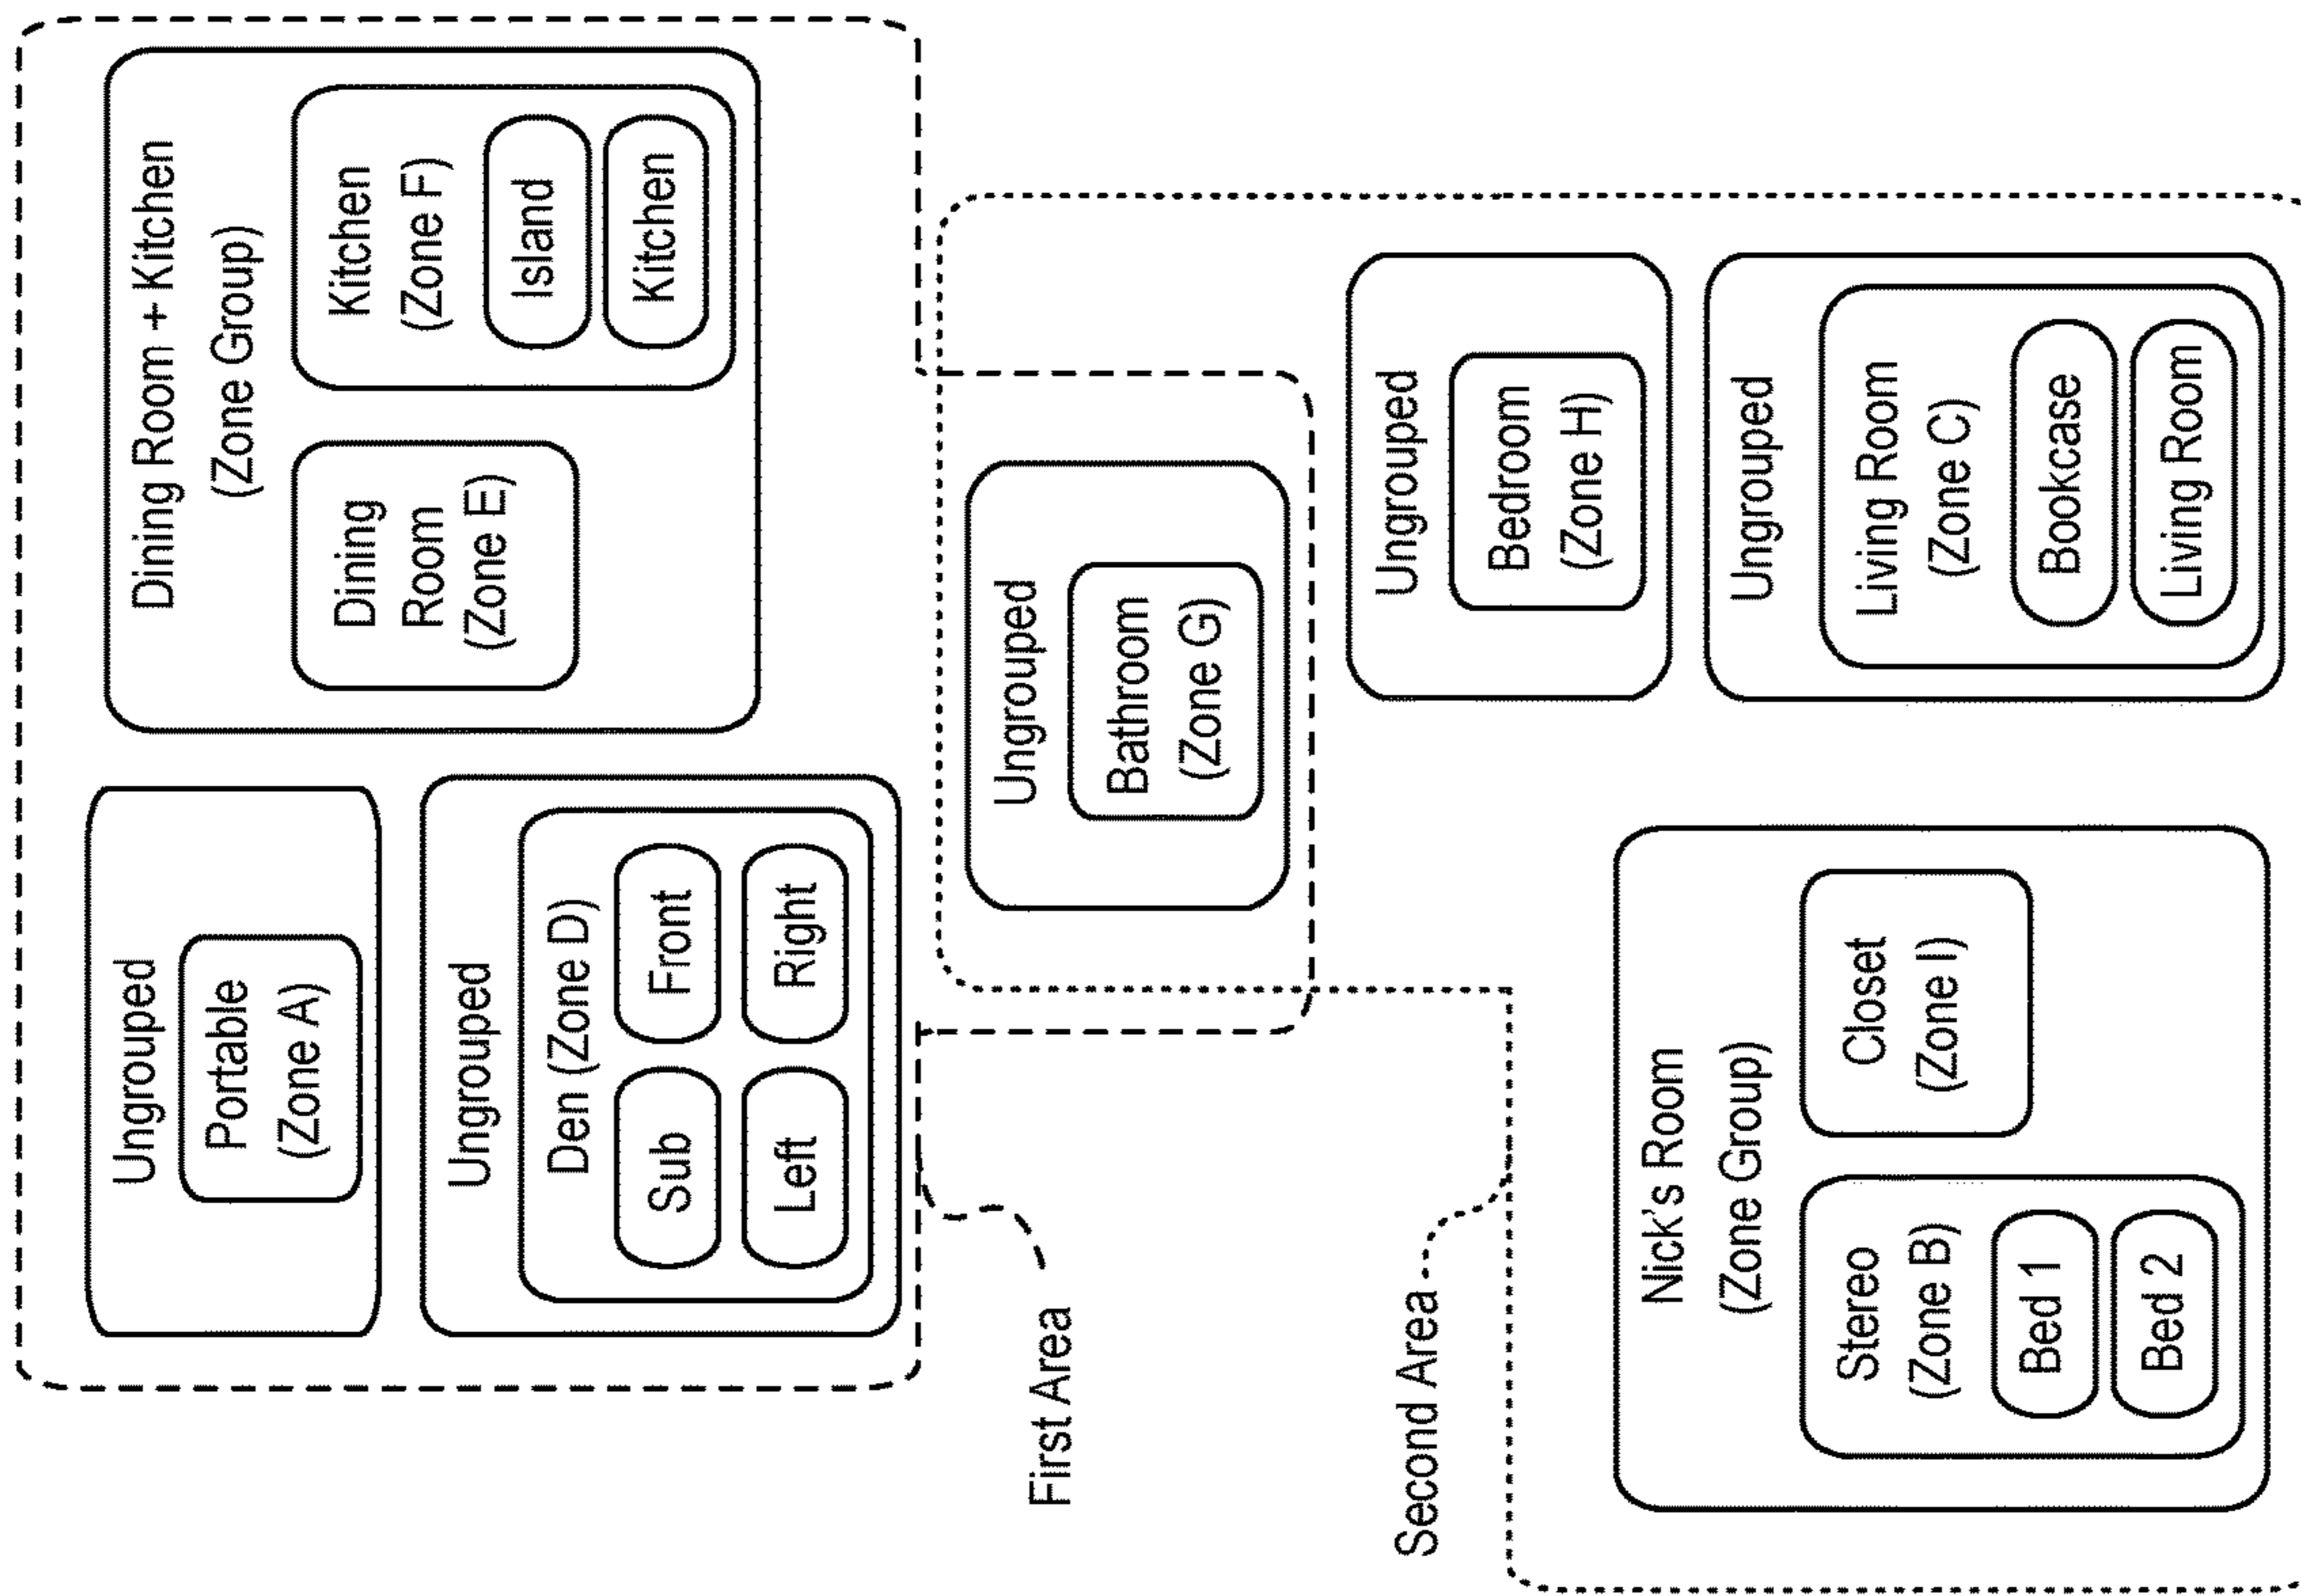 Ungrouped
Portable
(Zone A)
Ungrouped
Den (Zone D)
Sub
Front
Left
Right
Dining Room + Kitchen
(Zone Group)
Dining
Room
(Zone E)
Kitchen
(Zone F)
Island
Kitchen
First Area
Ungrouped
Bathroom
(Zone G)
Second Area
Nick's Room
(Zone Group)
Stereo
(Zone B)
Bed 1
Bed 2
Closet
(Zone I)
Ungrouped
Bedroom
(Zone H)
Ungrouped
Living Room
(Zone C)
Bookcase
Living Room